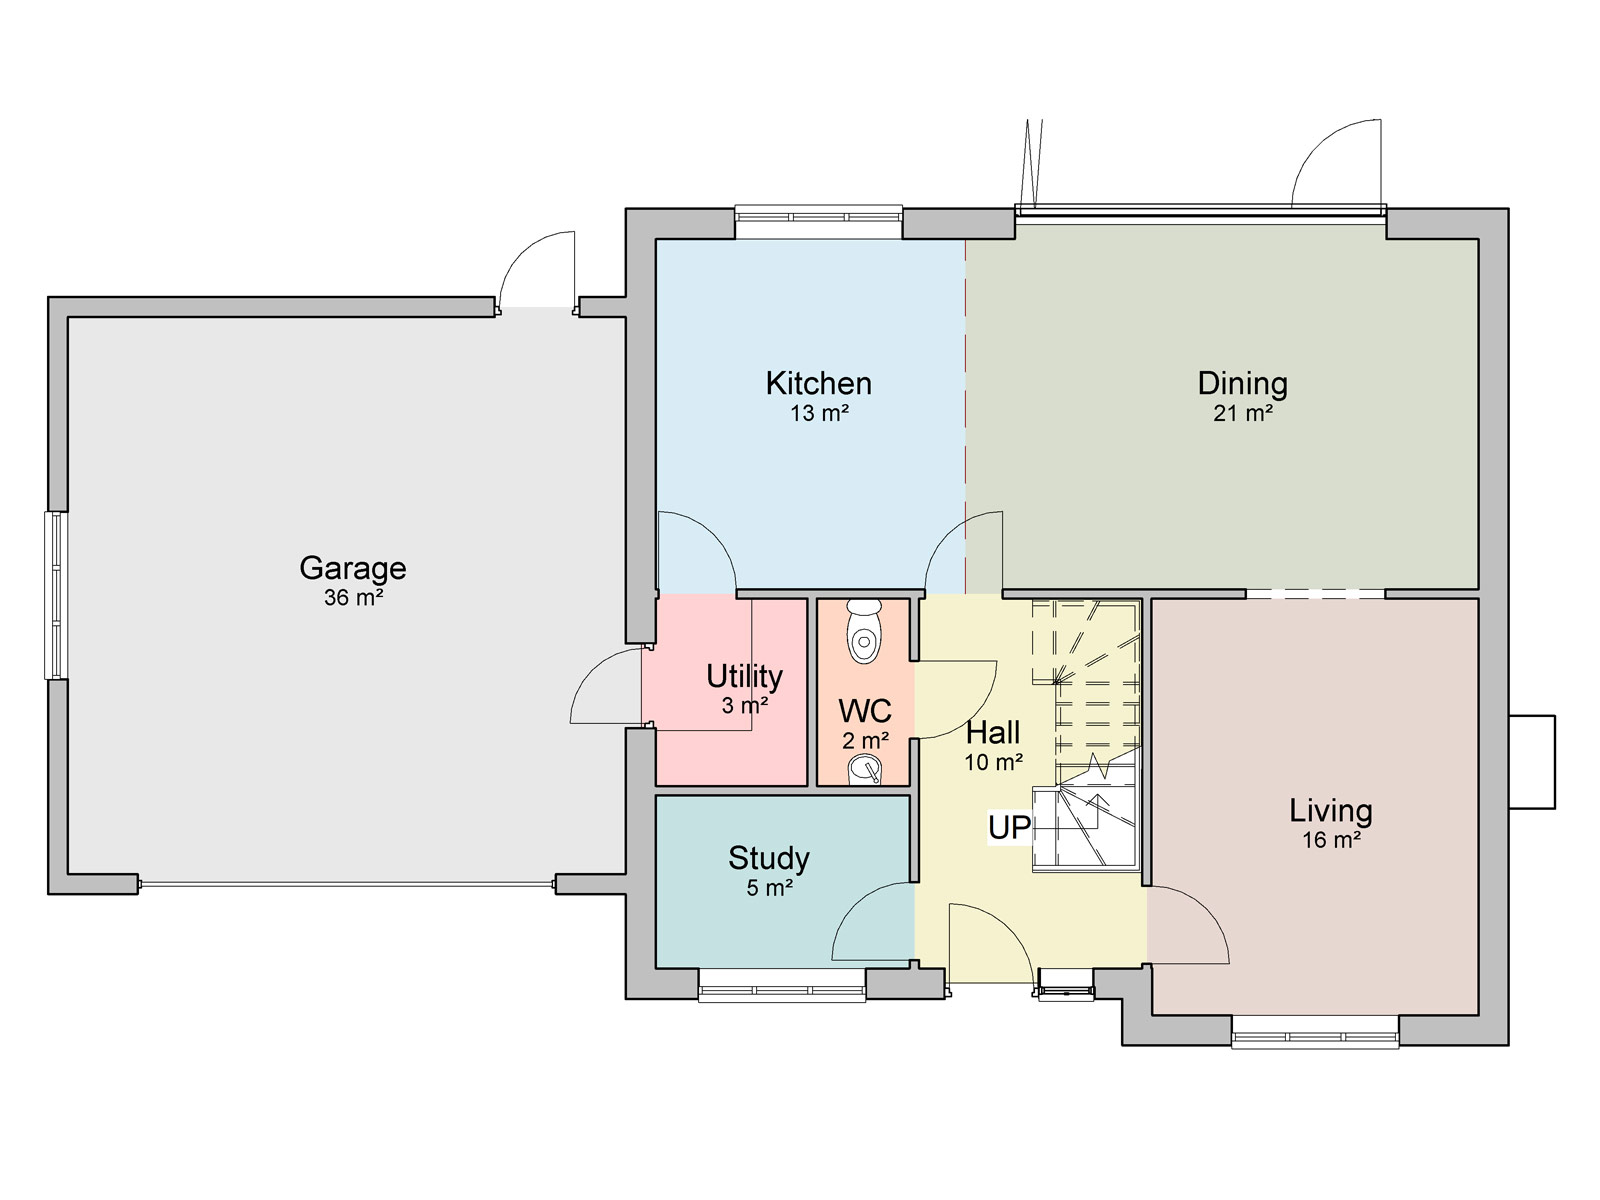 Kitchen
13 m²
Dining
21 m²
Garage
36 m²
Utility
3 m²
WC
2 m²
Hall
10 m²
UP
Living
16 m²
Study
5 m²